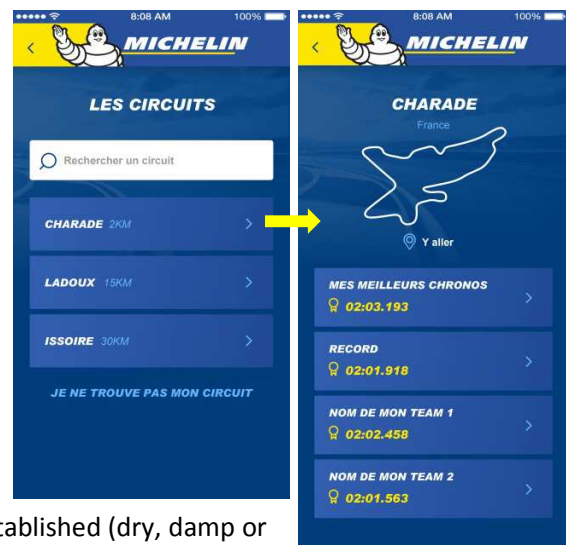 8:08 AM 100%
MICHELIN
LES CIRCUITS
Rechercher un circuit
CHARADE 2KM
LADOUX 15KM
ISSOIRE 30KM
JE NE TROUVE PAS MON CIRCUIT
8:08 AM 100%
MICHELIN
CHARADE
France
Y aller
MES MEILLEURS CHRONOS
02:03.193
RECORD
02:01.918
NOM DE MON TEAM 1
02:02.458
NOM DE MON TEAM 2
02:01.563
tablished (dry, damp or